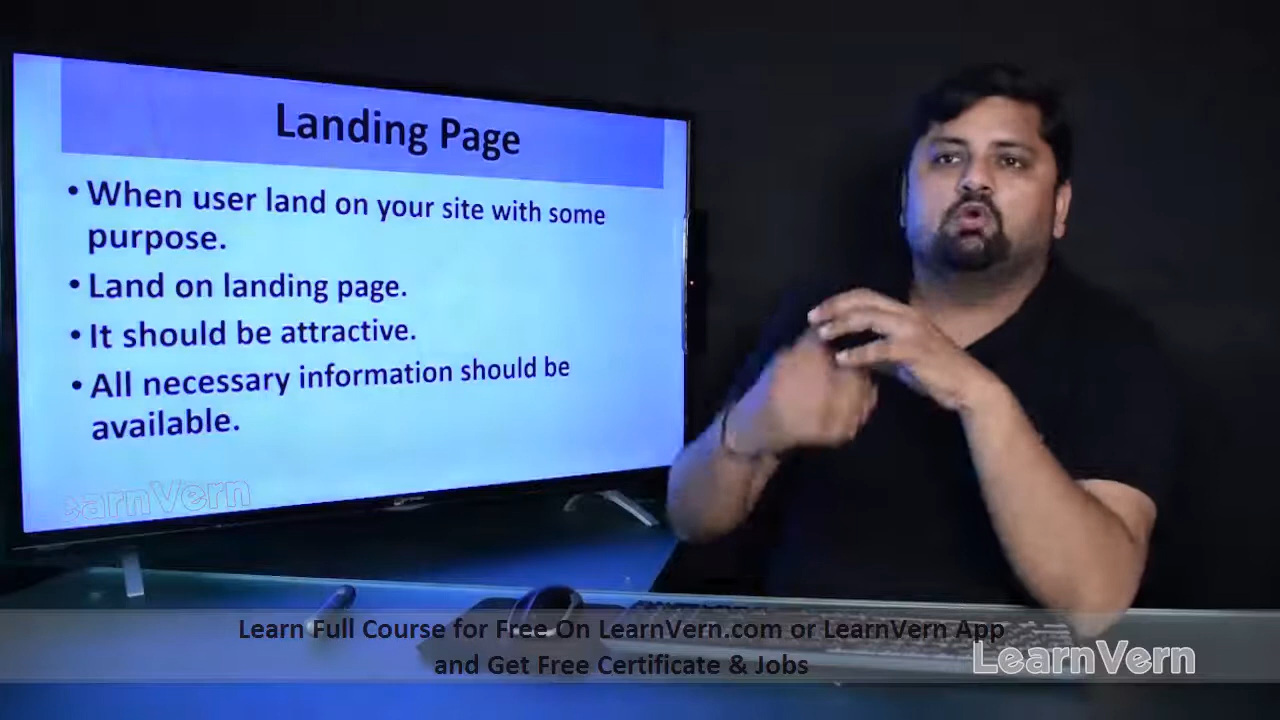 Landing Page
• When user land on your site with some
purpose.
• Land on landing page.
• It should be attractive.
• All necessary information should be
available.
LearnVern
Learn Full Course for Free On LearnVern.com or LearnVern App
and Get Free Certificate & Jobs
LearnVern